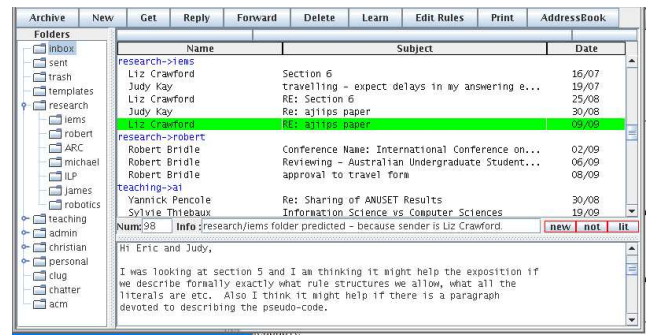 Archive New Get Reply Forward Delete Learn Edit Rules Print AddressBook
Folders
inbox
sent
trash
templates
research
iems
robert
ARC
michael
ILP
james
robotics
teaching
admin
christian
personal
clug
chatter
acm
Name Subject Date
research->iems
Liz Crawford Section 6 16/07
Judy Kay travelling - expect delays in my answering e... 19/07
Liz Crawford RE: Section 6 25/08
Judy Kay Re: ajiips paper 30/08
Liz Crawford RE: ajiips paper 09/09
research->robert
Robert Bridle Conference Name: International Conference on... 02/09
Robert Bridle Reviewing - Australian Undergraduate Student... 06/09
Robert Bridle approval to travel form 08/09
teaching->ai
Yannick Pencole Re: Sharing of ANUSET Results 30/08
Sylvie Thiebaux Information Science vs Computer Sciences 19/09
Num: 98 Info : research/iems folder predicted - because sender is Liz Crawford. new not lit
Hi Eric and Judy,
I was looking at section 5 and I am thinking it might help the exposition if
we describe formally exactly what rule structures we allow, what all the
literals are etc. Also I think it might help if there is a paragraph
devoted to describing the pseudo-code.